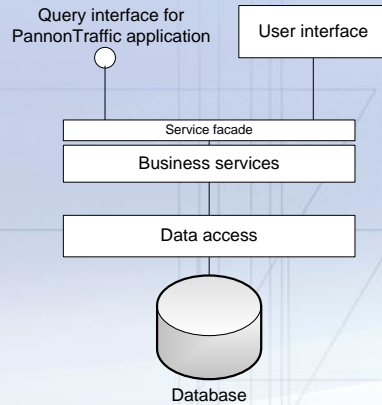 Query interface for
PannonTraffic application
User interface
Service facade
Business services
Data access
Database